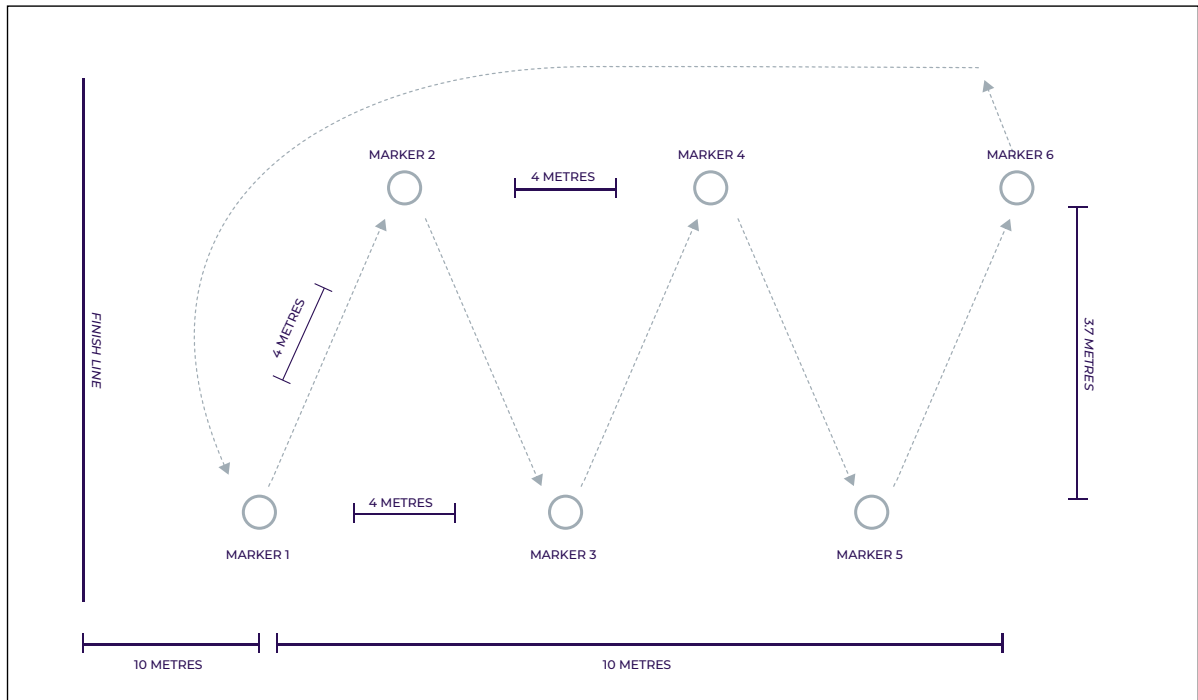 MARKER 2
MARKER 4
MARKER 6
4 METRES
4 METRES
FINISH LINE
3.7 METRES
4 METRES
MARKER 1
MARKER 3
MARKER 5
10 METRES
10 METRES